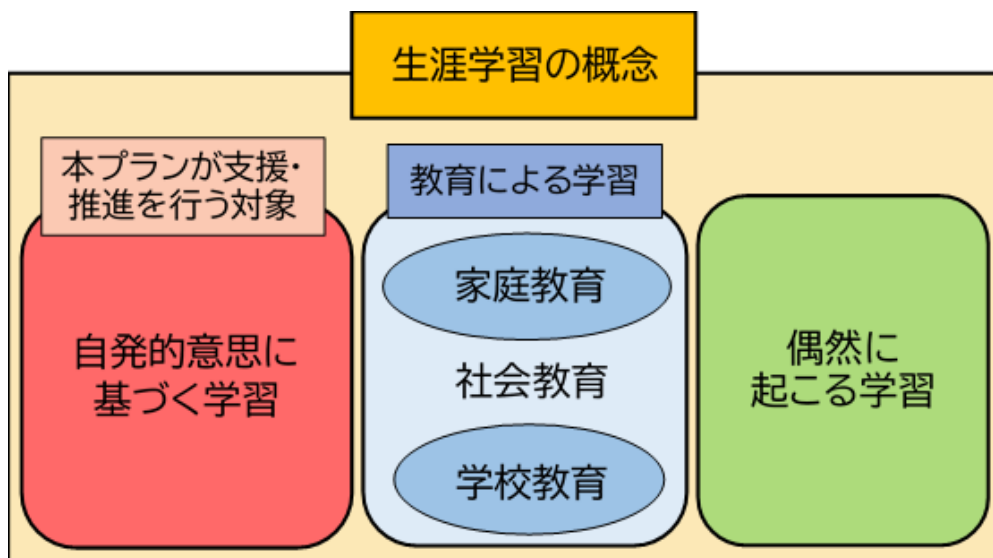 生涯学習の概念
本プランが支援・
推進を行う対象
自発的意思に
基づく学習
教育による学習
家庭教育
社会教育
学校教育
偶然に
起こる学習